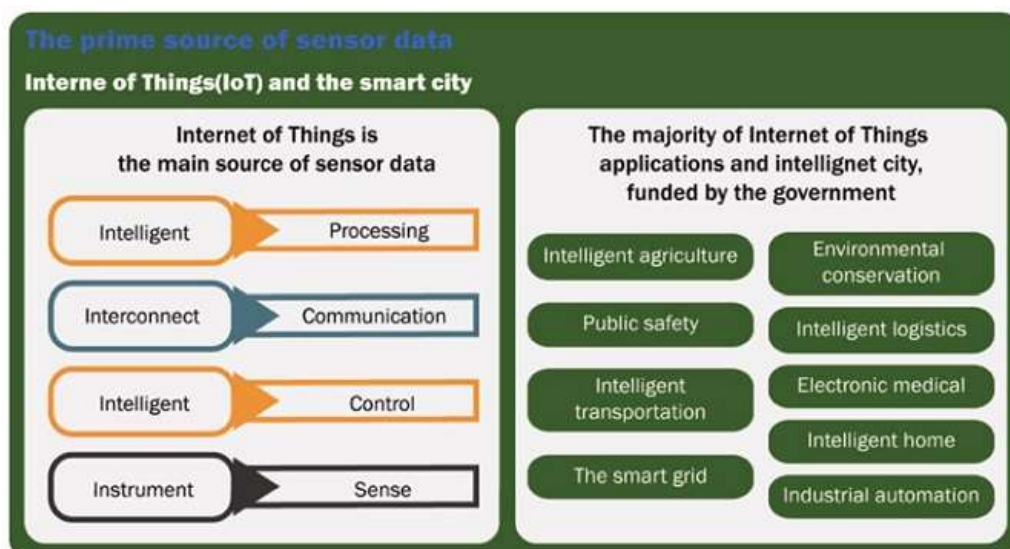 The prime source of sensor data
Interne of Things(IoT) and the smart city
Internet of Things is
the main source of sensor data
Intelligent
Processing
Interconnect
Communication
Intelligent
Control
Instrument
Sense
The majority of Internet of Things
applications and intellignet city,
funded by the government
Intelligent agriculture
Public safety
Intelligent
transportation
The smart grid
Environmental
conservation
Intelligent logistics
Electronic medical
Intelligent home
Industrial automation